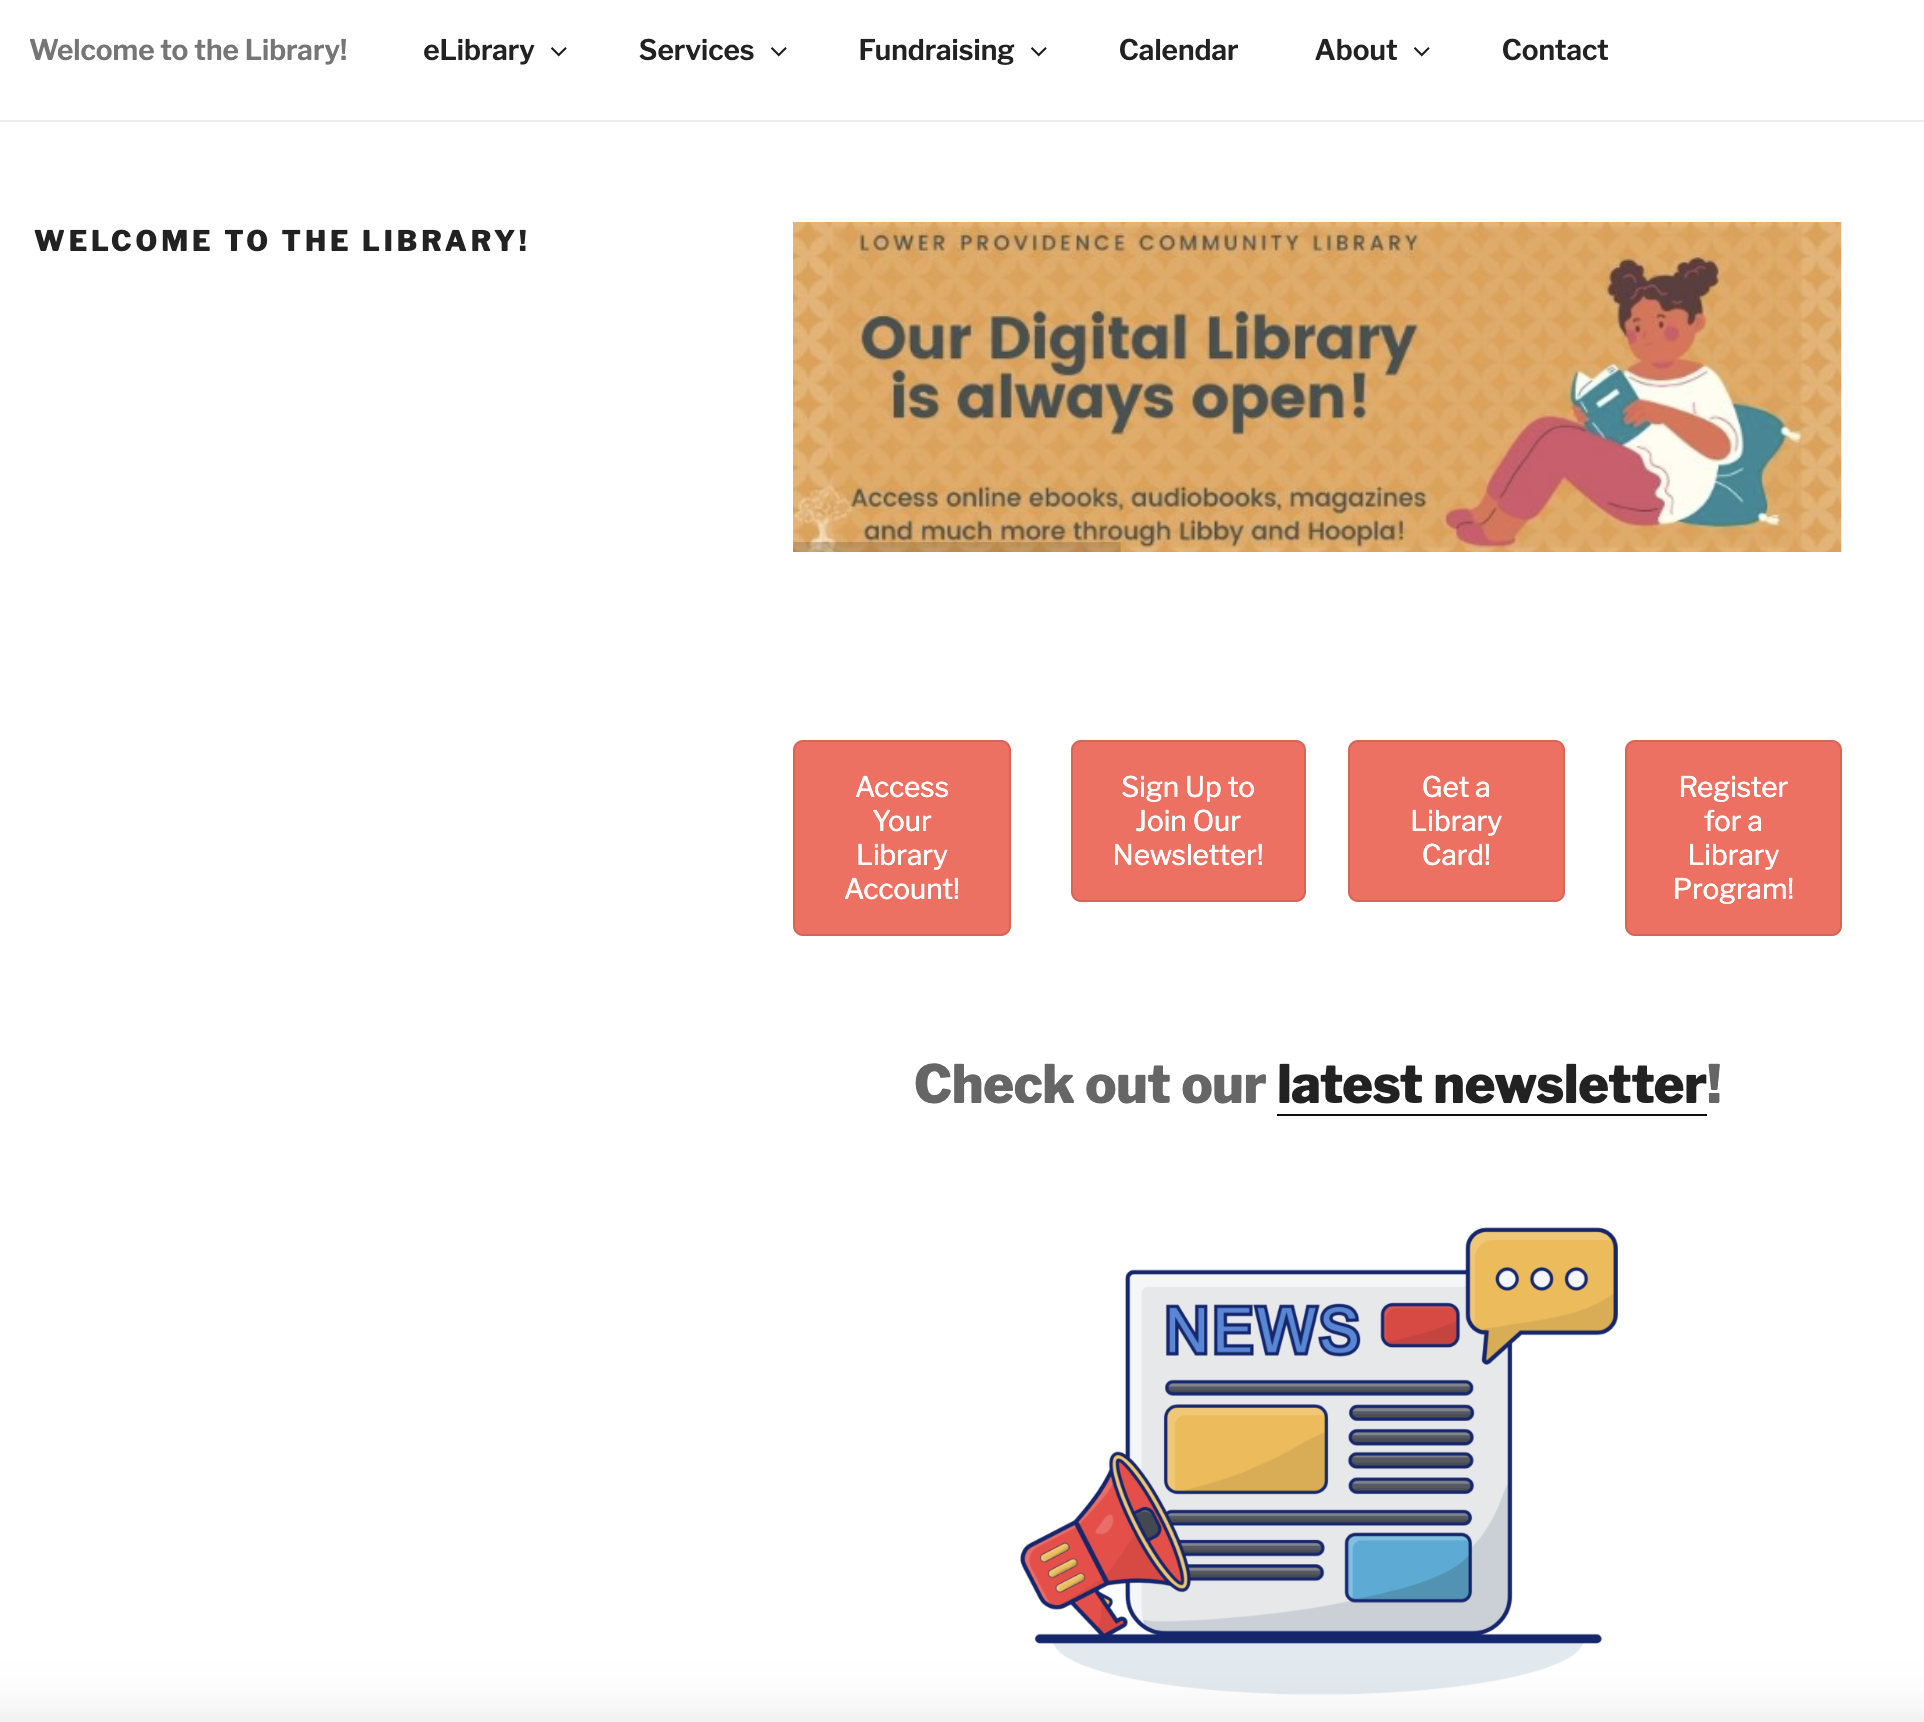 Welcome to the Library!
eLibrary
Services
Fundraising
Calendar
About
Contact
WELCOME TO THE LIBRARY!
LOWER PROVIDENCE COMMUNITY LIBRARY
Our Digital Library
is always open!
Access online ebooks, audiobooks, magazines
and much more through Libby and Hoopla!
Access
Your
Library
Account!
Sign Up to
Join Our
Newsletter!
Get a
Library
Card!
Register
for a
Library
Program!
Check out our latest newsletter!
NEWS